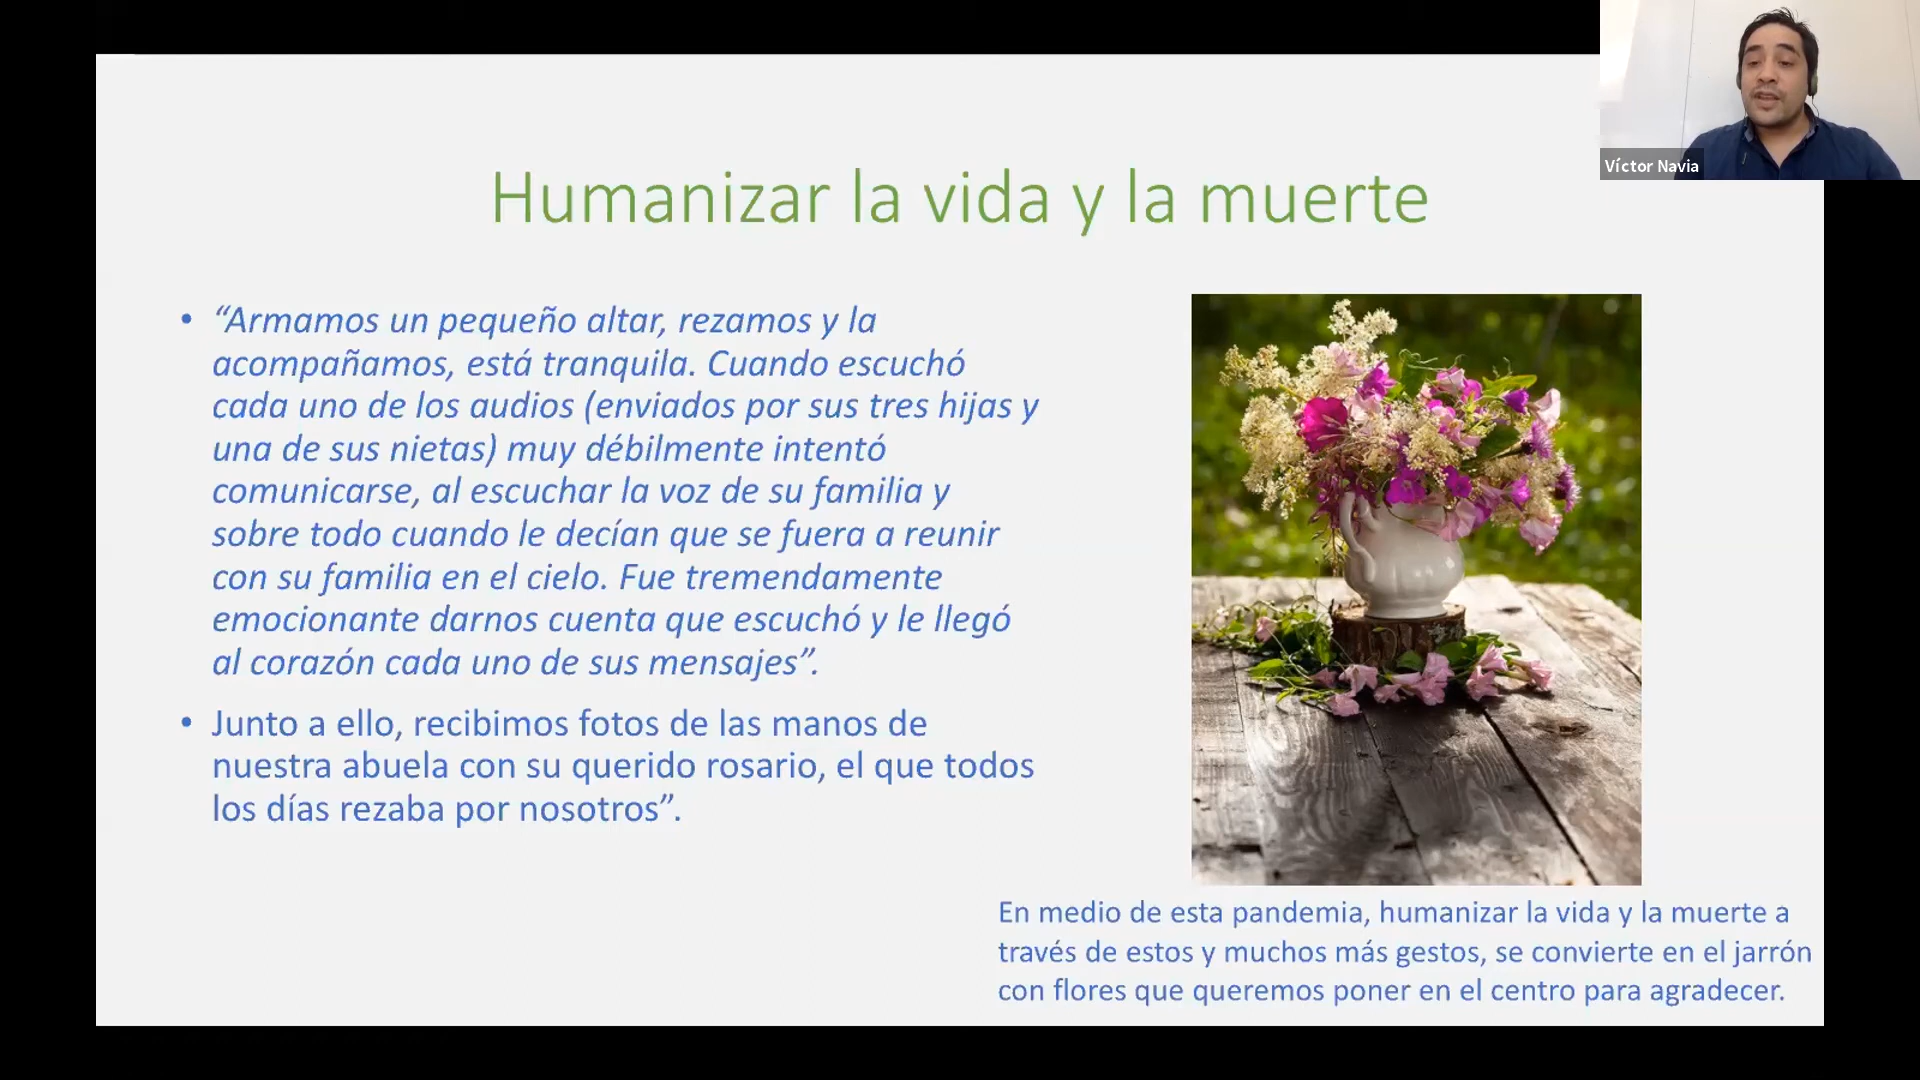 Víctor Navia
Humanizar la vida y la muerte
• “Armamos un pequeño altar, rezamos y la
acompañamos, está tranquila. Cuando escuchó
cada uno de los audios (enviados por sus tres hijas y
una de sus nietas) muy débilmente intentó
comunicarse, al escuchar la voz de su familia y
sobre todo cuando le decían que se fuera a reunir
con su familia en el cielo. Fue tremendamente
emocionante darnos cuenta que escuchó y le llegó
al corazón cada uno de sus mensajes”.
• Junto a ello, recibimos fotos de las manos de
nuestra abuela con su querido rosario, el que todos
los días rezaba por nosotros”.
En medio de esta pandemia, humanizar la vida y la muerte a
través de estos y muchos más gestos, se convierte en el jarrón
con flores que queremos poner en el centro para agradecer.